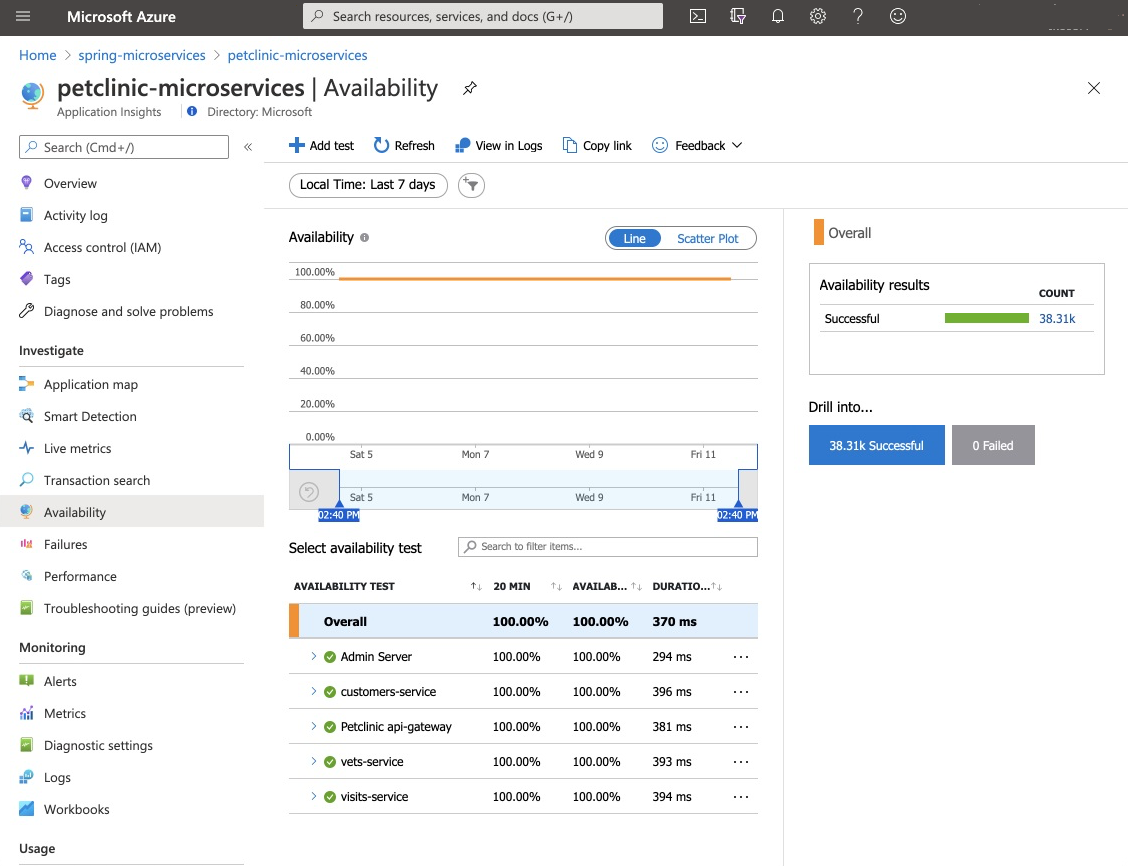 Microsoft Azure
Search resources, services, and docs (G+/)
Home > spring-microservices > petclinic-microservices
petclinic-microservices | Availability
Application Insights
Directory: Microsoft
Search (Cmd+/)
«
Overview
Activity log
Access control (IAM)
Tags
Diagnose and solve problems
Investigate
Application map
Smart Detection
Live metrics
Transaction search
Availability
Failures
Performance
Troubleshooting guides (preview)
Monitoring
Alerts
Metrics
Diagnostic settings
Logs
Workbooks
Usage
Add test Refresh View in Logs Copy link Feedback
Local Time: Last 7 days
Availability
Line Scatter Plot
100.00%
80.00%
60.00%
40.00%
20.00%
0.00%
Sat 5 Mon 7 Wed 9 Fri 11
Sat 5 Mon 7 Wed 9 Fri 11
02:40 PM 02:40 PM
Select availability test
Search to filter items...
AVAILABILITY TEST 20 MIN AVAILAB... DURATIO...
Overall 100.00% 100.00% 370 ms
Admin Server 100.00% 100.00% 294 ms ...
customers-service 100.00% 100.00% 396 ms ...
Petclinic api-gateway 100.00% 100.00% 381 ms ...
vets-service 100.00% 100.00% 393 ms ...
visits-service 100.00% 100.00% 394 ms ...
Overall
Availability results
COUNT
Successful 38.31k
Drill into...
38.31k Successful 0 Failed